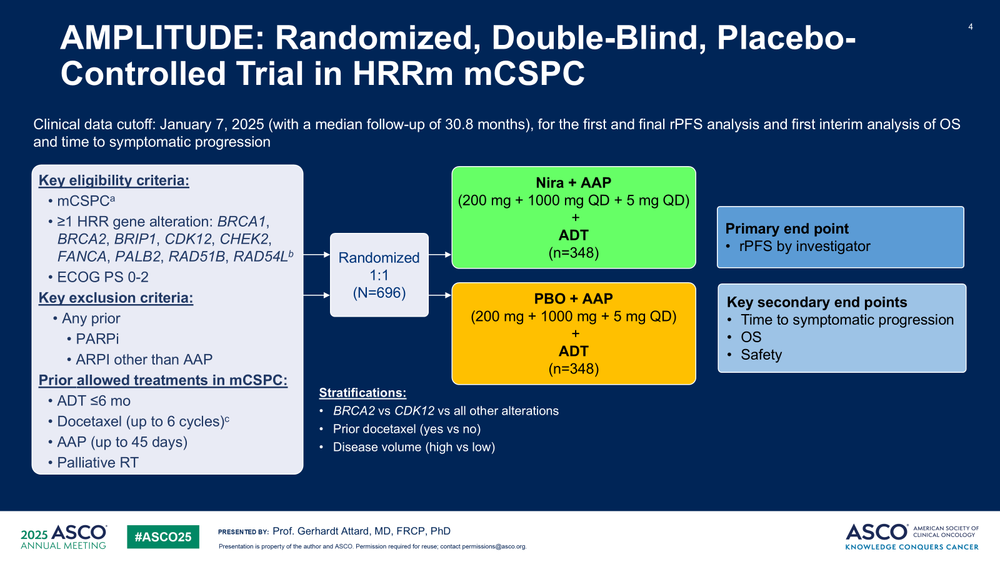 4
AMPLITUDE: Randomized, Double-Blind, Placebo-
Controlled Trial in HRRm mCSPC
Clinical data cutoff: January 7, 2025 (with a median follow-up of 30.8 months), for the first and final rPFS analysis and first interim analysis of OS
and time to symptomatic progression
Key eligibility criteria:
• mCSPCᵃ
• ≥1 HRR gene alteration: BRCA1,
BRCA2, BRIP1, CDK12, CHEK2,
FANCA, PALB2, RAD51B, RAD54Lᵇ
• ECOG PS 0-2
Key exclusion criteria:
• Any prior
• PARPi
• ARPI other than AAP
Prior allowed treatments in mCSPC:
• ADT ≤6 mo
• Docetaxel (up to 6 cycles)ᶜ
• AAP (up to 45 days)
• Palliative RT
Randomized
1:1
(N=696)
Nira + AAP
(200 mg + 1000 mg QD + 5 mg QD)
+
ADT
(n=348)
PBO + AAP
(200 mg + 1000 mg + 5 mg QD)
+
ADT
(n=348)
Stratifications:
• BRCA2 vs CDK12 vs all other alterations
• Prior docetaxel (yes vs no)
• Disease volume (high vs low)
Primary end point
• rPFS by investigator
Key secondary end points
• Time to symptomatic progression
• OS
• Safety
2025 ASCO®
ANNUAL MEETING
#ASCO25
PRESENTED BY: Prof. Gerhardt Attard, MD, FRCP, PhD
Presentation is property of the author and ASCO. Permission required for reuse; contact permissions@asco.org.
ASCO® AMERICAN SOCIETY OF
CLINICAL ONCOLOGY
KNOWLEDGE CONQUERS CANCER